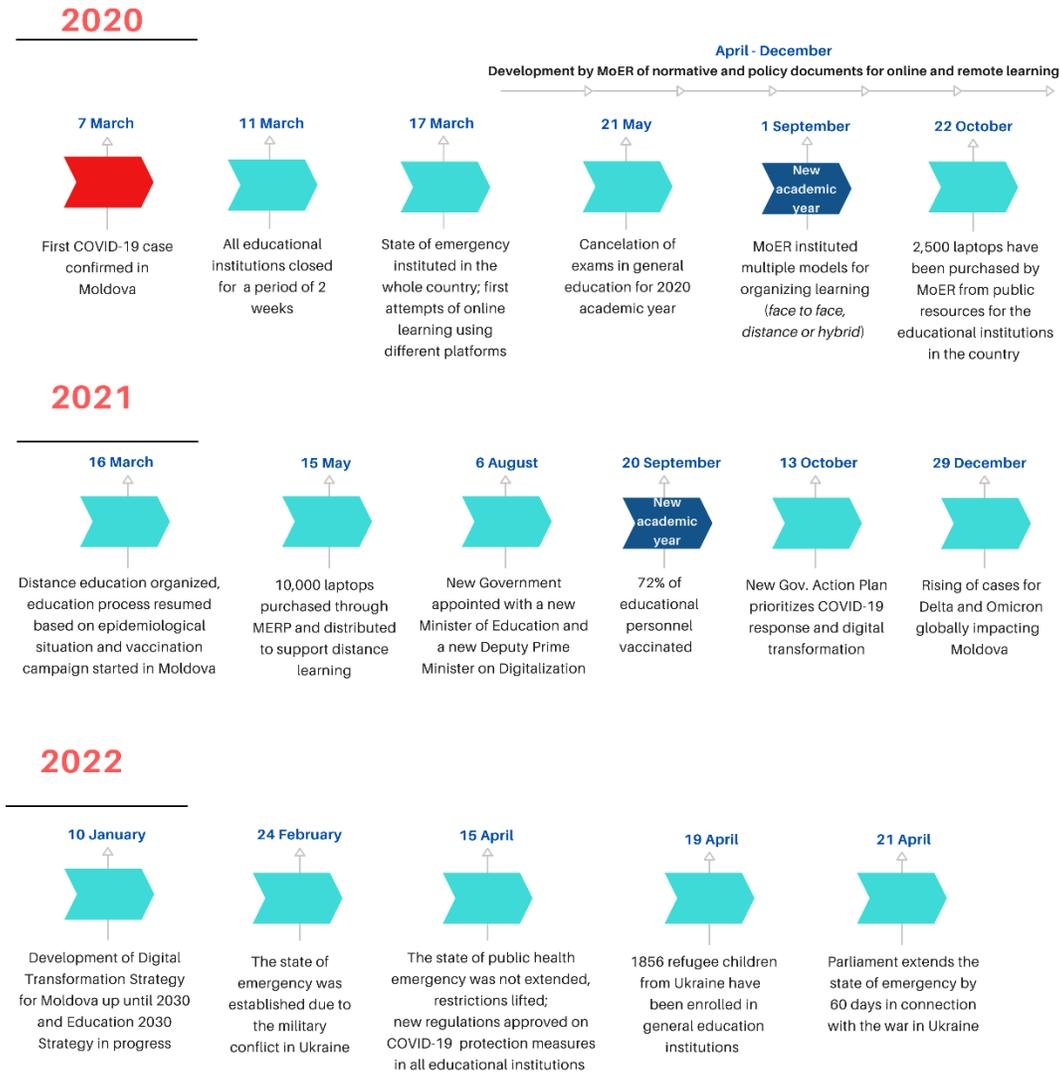 2020
April - December
Development by MoER of normative and policy documents for online and remote learning
7 March
First COVID-19 case
confirmed in
Moldova
11 March
All educational
institutions closed
for a period of 2
weeks
17 March
State of emergency
instituted in the
whole country; first
attempts of online
learning using
different platforms
21 May
Cancelation of
exams in general
education for 2020
academic year
1 September
New
academic
year
MoER instituted
multiple models for
organizing learning
(face to face,
distance or hybrid)
22 October
2,500 laptops have
been purchased by
MoER from public
resources for the
educational institutions
in the country
2021
16 March
Distance education organized,
education process resumed
based on epidemiological
situation and vaccination
campaign started in Moldova
15 May
10,000 laptops
purchased through
MERP and distributed
to support distance
learning
6 August
New Government
appointed with a new
Minister of Education and
a new Deputy Prime
Minister on Digitalization
20 September
New
academic
year
72% of
educational
personnel
vaccinated
13 October
New Gov. Action Plan
prioritizes COVID-19
response and digital
transformation
29 December
Rising of cases for
Delta and Omicron
globally impacting
Moldova
2022
10 January
Development of Digital
Transformation Strategy
for Moldova up until 2030
and Education 2030
Strategy in progress
24 February
The state of
emergency was
established due to
the military
conflict in Ukraine
15 April
The state of public health
emergency was not extended,
restrictions lifted;
new regulations approved on
COVID-19 protection measures
in all educational institutions
19 April
1856 refugee children
from Ukraine have
been enrolled in
general education
institutions
21 April
Parliament extends the
state of emergency by
60 days in connection
with the war in Ukraine